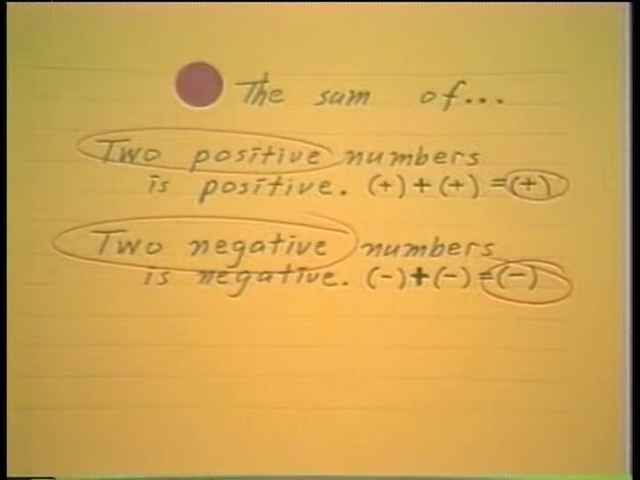 The sum of...
Two positive numbers
is positive. (+)+(+)=(+)
Two negative numbers
is negative. (-)+(-)=(-)